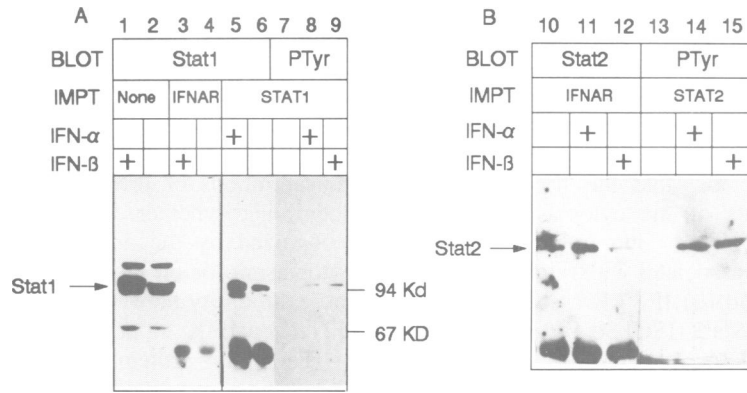 A
1 2 3 4 5 6 7 8 9
BLOT Stat1 PTyr
IMPT None IFNAR STAT1
IFN-α + +
IFN-ß + + +
Stat1
94 Kd
67 KD
B
10 11 12 13 14 15
BLOT Stat2 PTyr
IMPT IFNAR STAT2
IFN-α + +
IFN-ß + +
Stat2